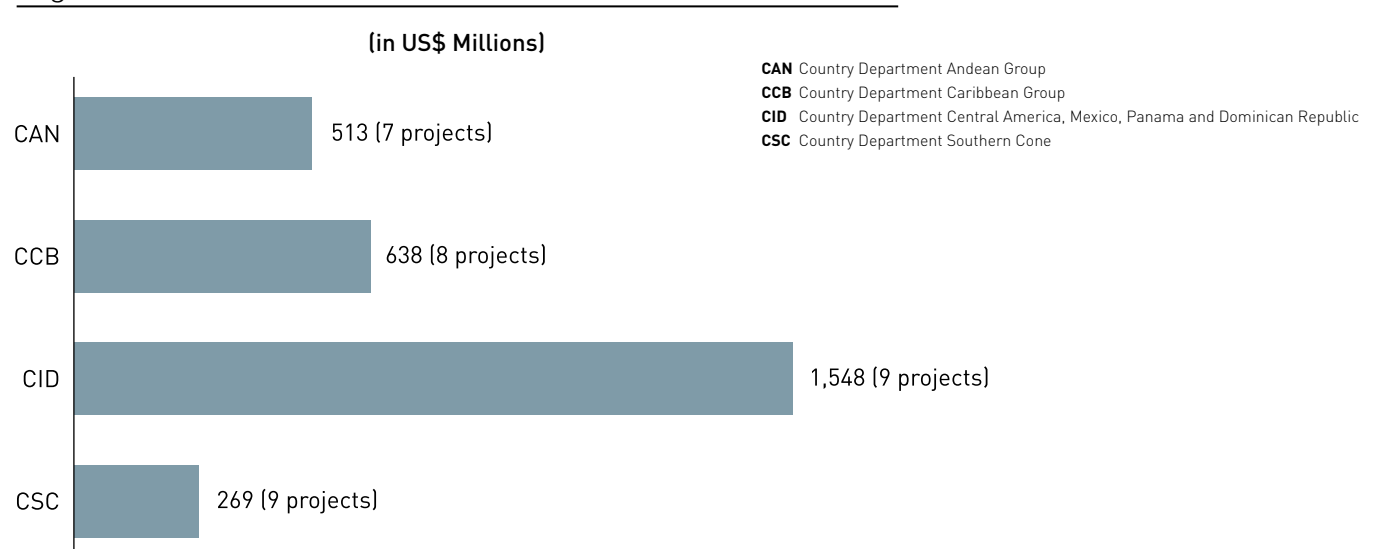 (in US$ Millions)
CAN Country Department Andean Group
CCB Country Department Caribbean Group
CID Country Department Central America, Mexico, Panama and Dominican Republic
CSC Country Department Southern Cone
CAN 513 (7 projects)
CCB 638 (8 projects)
CID 1,548 (9 projects)
CSC 269 (9 projects)